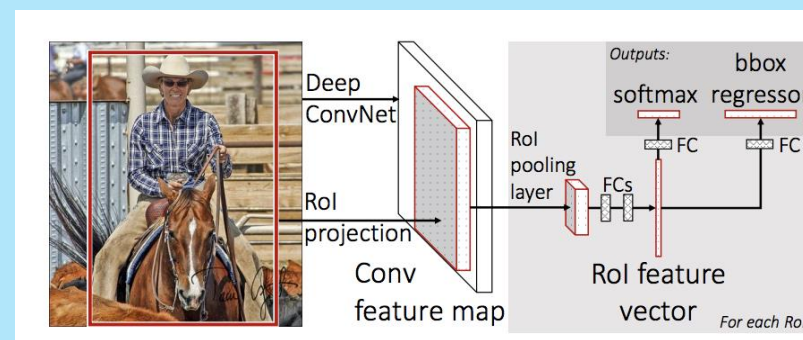 Deep
ConvNet
RoI
projection
Conv
feature map
RoI
pooling
layer
FCs
RoI feature
vector
Outputs:
softmax
bbox
regresso
FC
FC
For each Ro